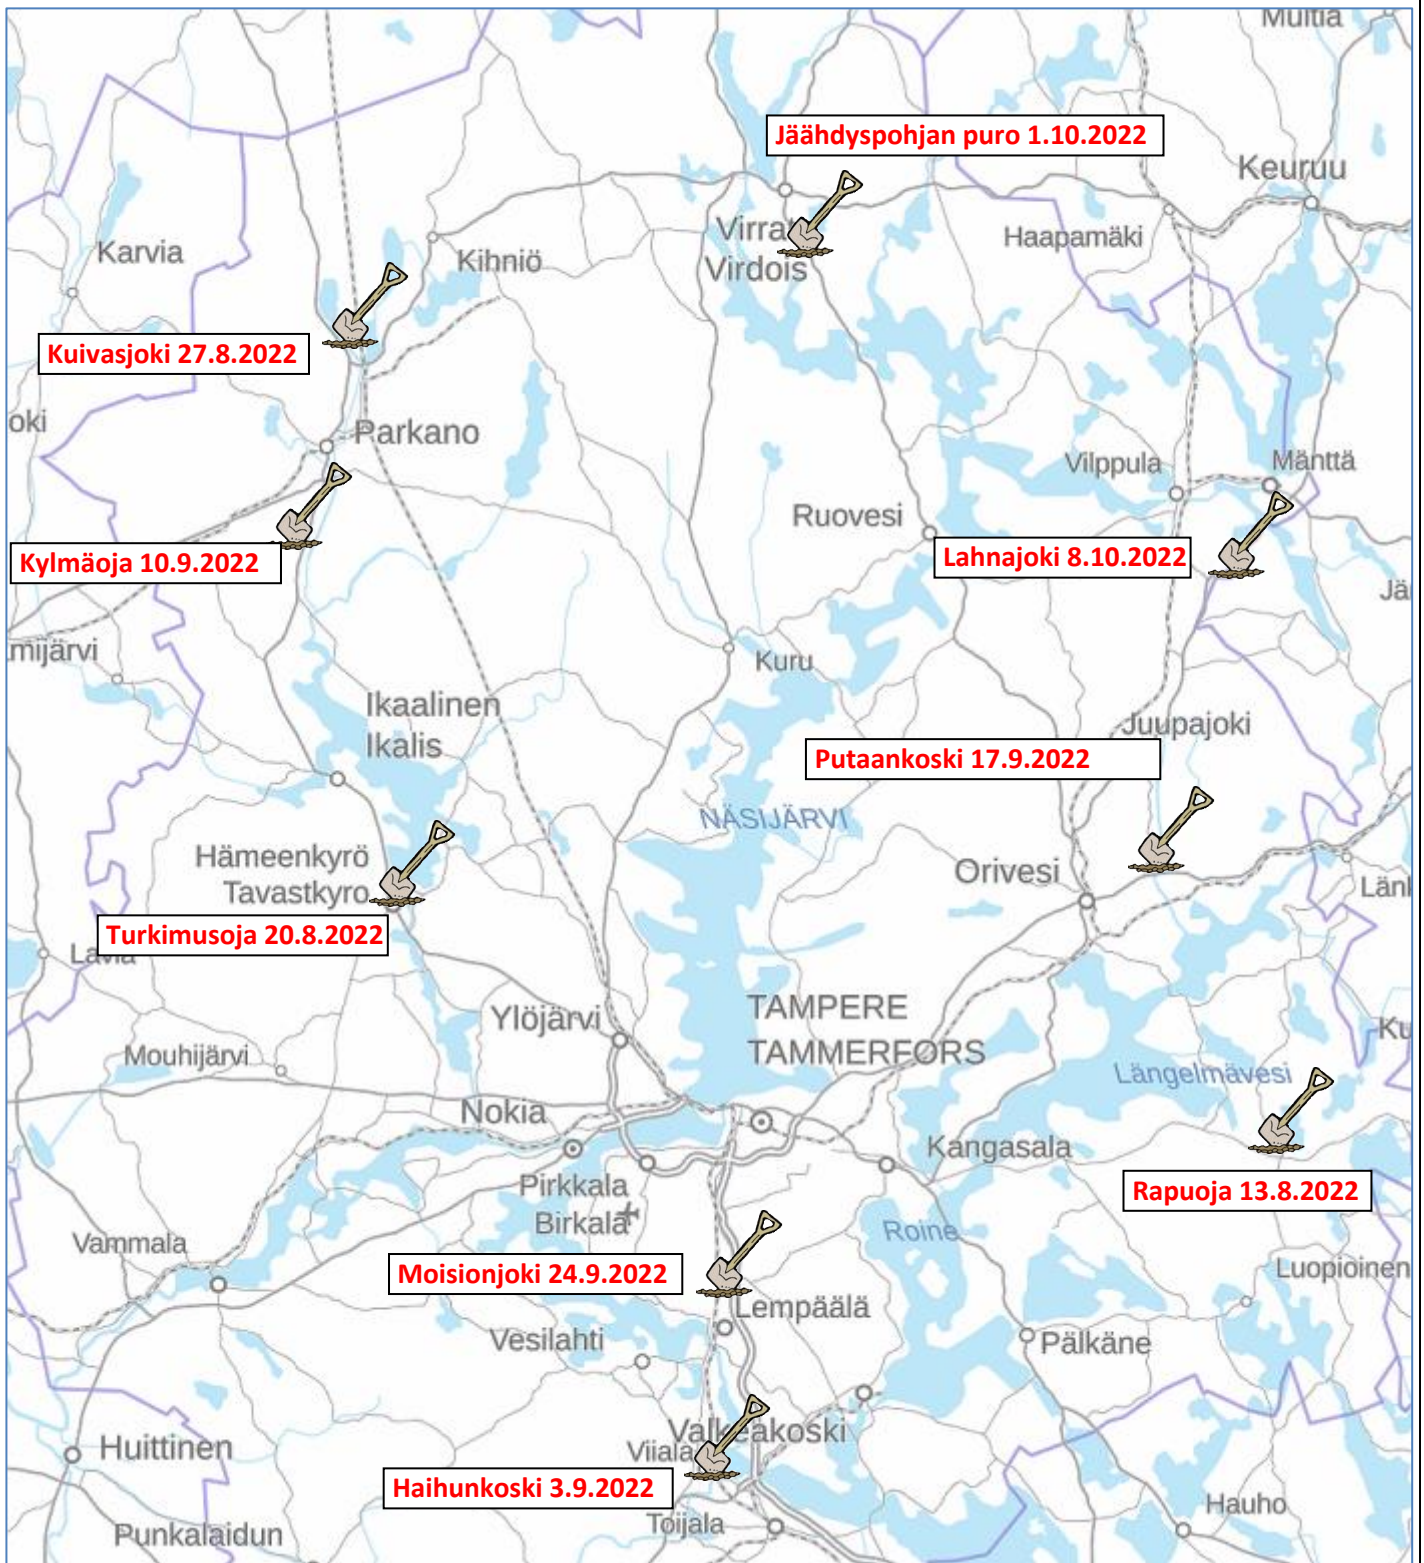 Multia
Jäähdyspohjan puro 1.10.2022
Keuruu
Karvia
Kihniö
Virrat
Virdois
Haapamäki
Kuivasjoki 27.8.2022
oki
Parkano
Vilppula
Mänttä
Ruovesi
Kylmäoja 10.9.2022
Lahnajoki 8.10.2022
Jä
mijärvi
Kuru
Ikaalinen
Ikalis
Juupajoki
Putaankoski 17.9.2022
NÄSIJÄRVI
Hämeenkyrö
Tavastkyro
Orivesi
Länk
Turkimusoja 20.8.2022
Lavia
Ylöjärvi
TAMPERE
TAMMERFORS
Ku
Mouhijärvi
Längelmävesi
Nokia
Kangasala
Pirkkala
Birkala
Rapuoja 13.8.2022
Roine
Vammala
Moisionjoki 24.9.2022
Luopioinen
Lempäälä
Vesilahti
Pälkäne
Valkeakoski
Huittinen
Viiala
Haihunkoski 3.9.2022
Hauho
Toijala
Punkalaidun